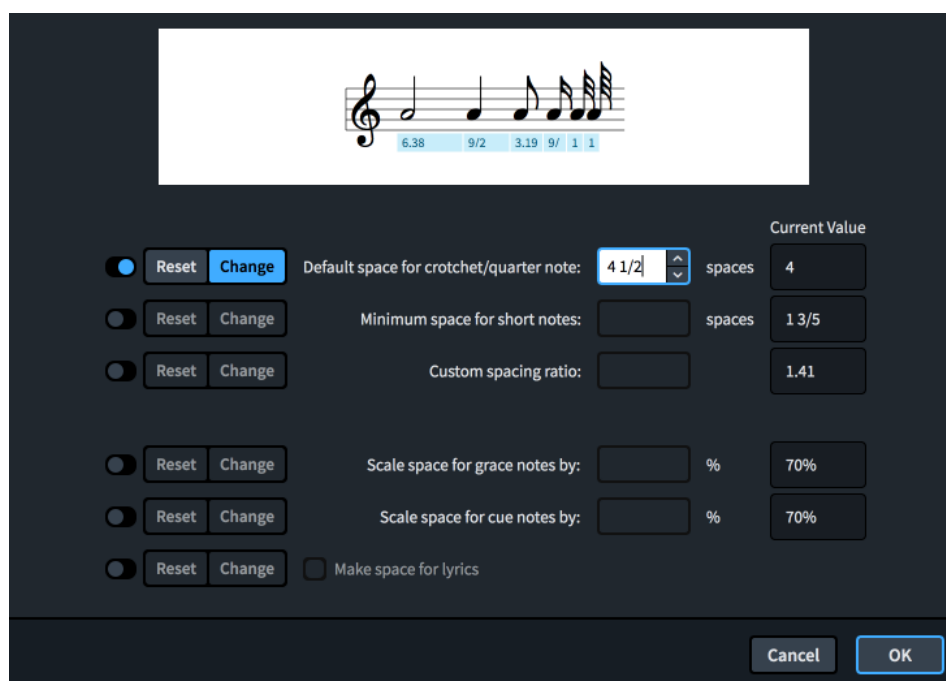 6.38 9/2 3.19 9/ 1 1
Current Value
Reset Change Default space for crotchet/quarter note: 4 1/2 spaces 4
Reset Change Minimum space for short notes: spaces 1 3/5
Reset Change Custom spacing ratio: 1.41
Reset Change Scale space for grace notes by: % 70%
Reset Change Scale space for cue notes by: % 70%
Reset Change Make space for lyrics
Cancel OK